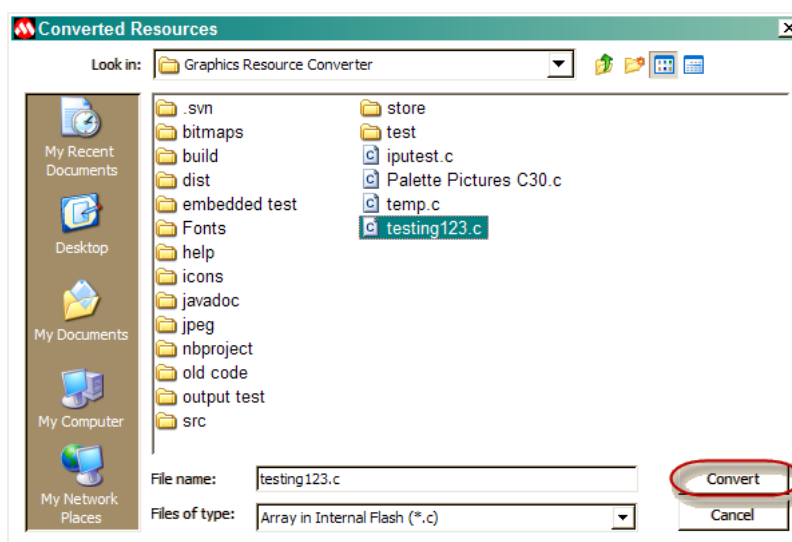 Converted Resources
Look in: Graphics Resource Converter
My Recent
Documents
Desktop
My Documents
My Computer
My Network
Places
.svn
bitmaps
build
dist
embedded test
Fonts
help
icons
javadoc
jpeg
nbproject
old code
output test
src
store
test
iputest.c
Palette Pictures C30.c
temp.c
testing123.c
File name: testing123.c
Convert
Files of type: Array in Internal Flash (*.c)
Cancel